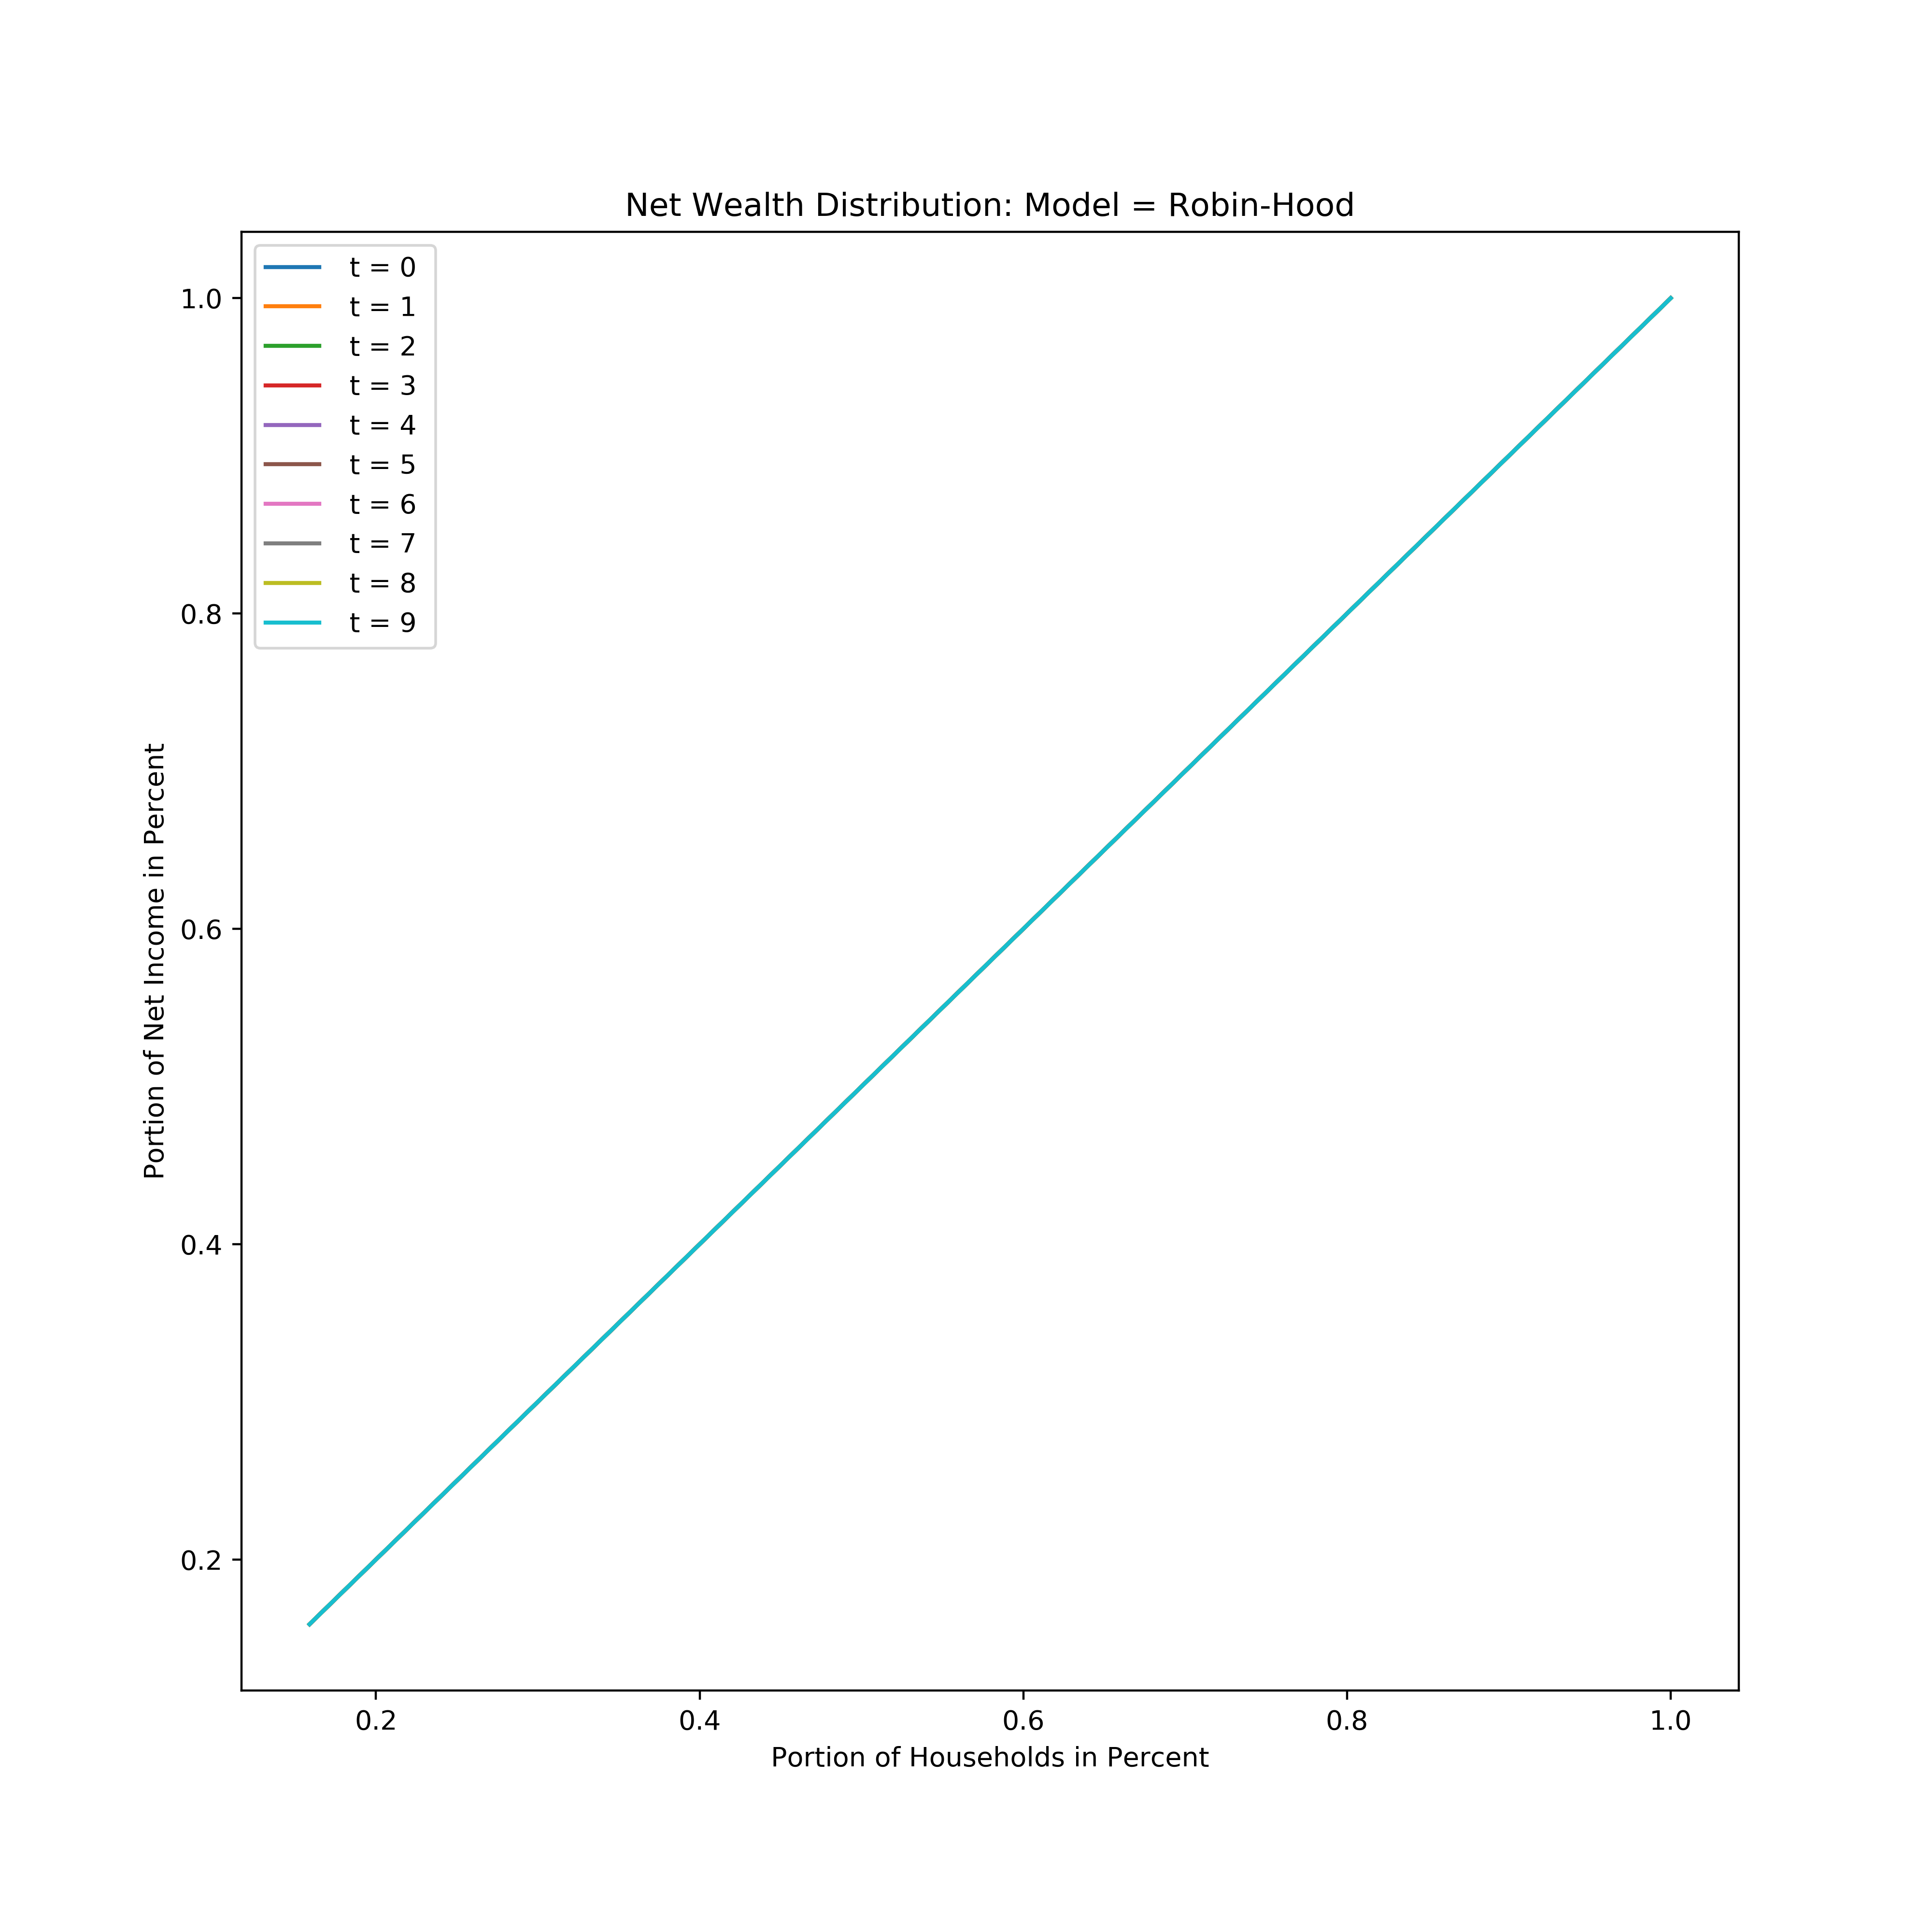 Net Wealth Distribution: Model = Robin-Hood
t = 0
t = 1
t = 2
t = 3
t = 4
t = 5
t = 6
t = 7
t = 8
t = 9
1.0
0.8
0.6
0.4
0.2
Portion of Net Income in Percent
0.2 0.4 0.6 0.8 1.0
Portion of Households in Percent